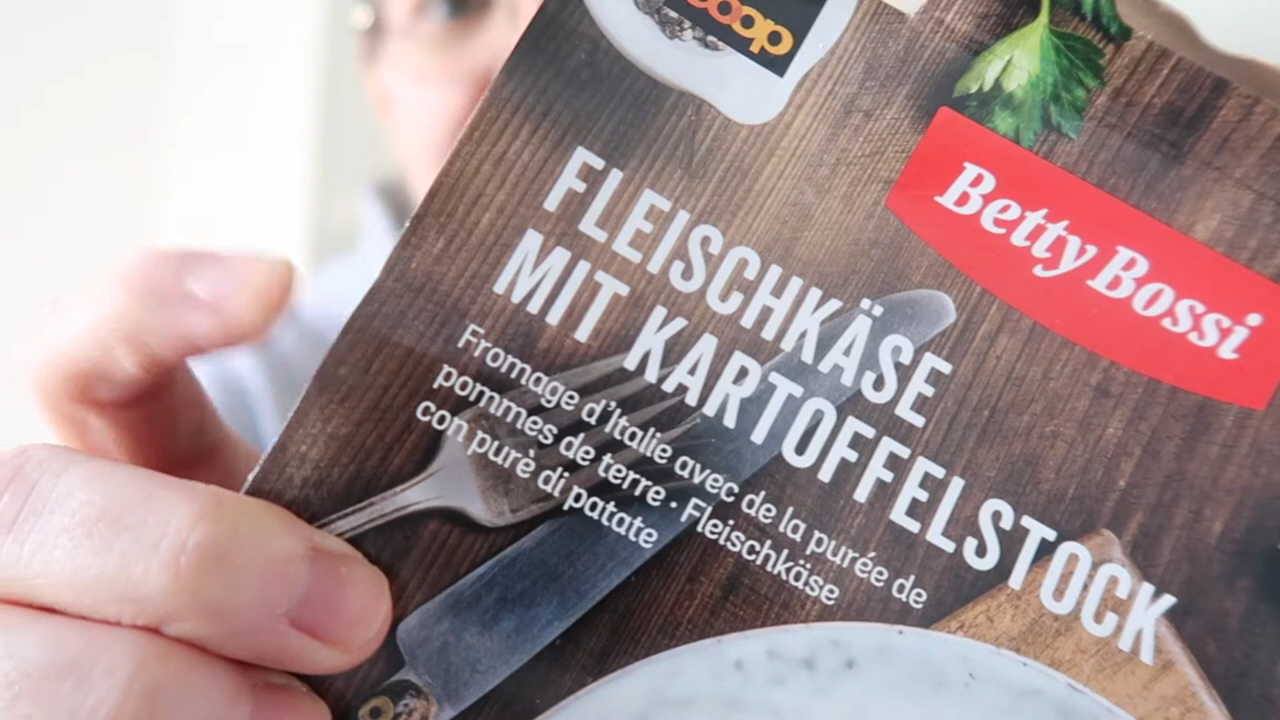 coop
Betty Bossi
FLEISCHKÄSE
MIT KARTOFFELSTOCK
Fromage d'Italie avec de la purée de
pommes de terre · Fleischkäse
con purè di patate